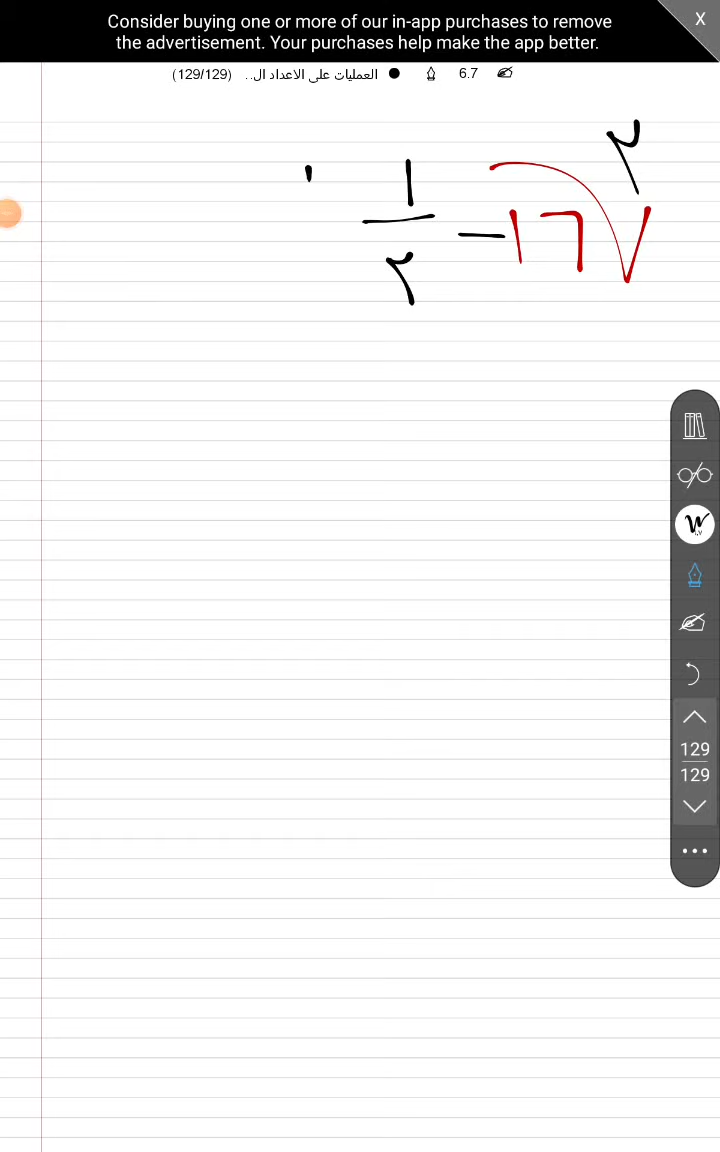 Consider buying one or more of our in-app purchases to remove
the advertisement. Your purchases help make the app better.
X
العمليات على الاعداد ال.. (129/129)
6.7
√١٦ − ١/٢
W
129
129